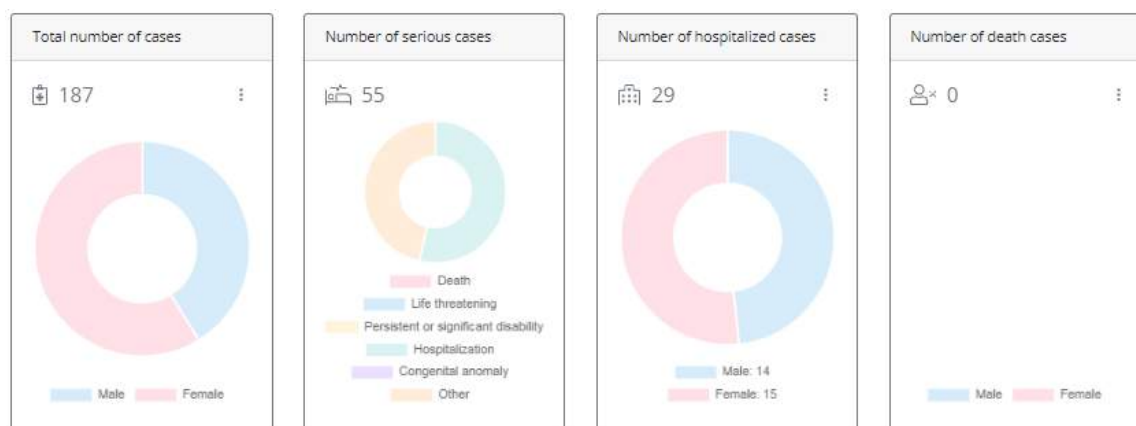 Total number of cases
187
Male Female
Number of serious cases
55
Death
Life threatening
Persistent or significant disability
Hospitalization
Congenital anomaly
Other
Number of hospitalized cases
29
Male: 14
Female: 15
Number of death cases
0
Male Female